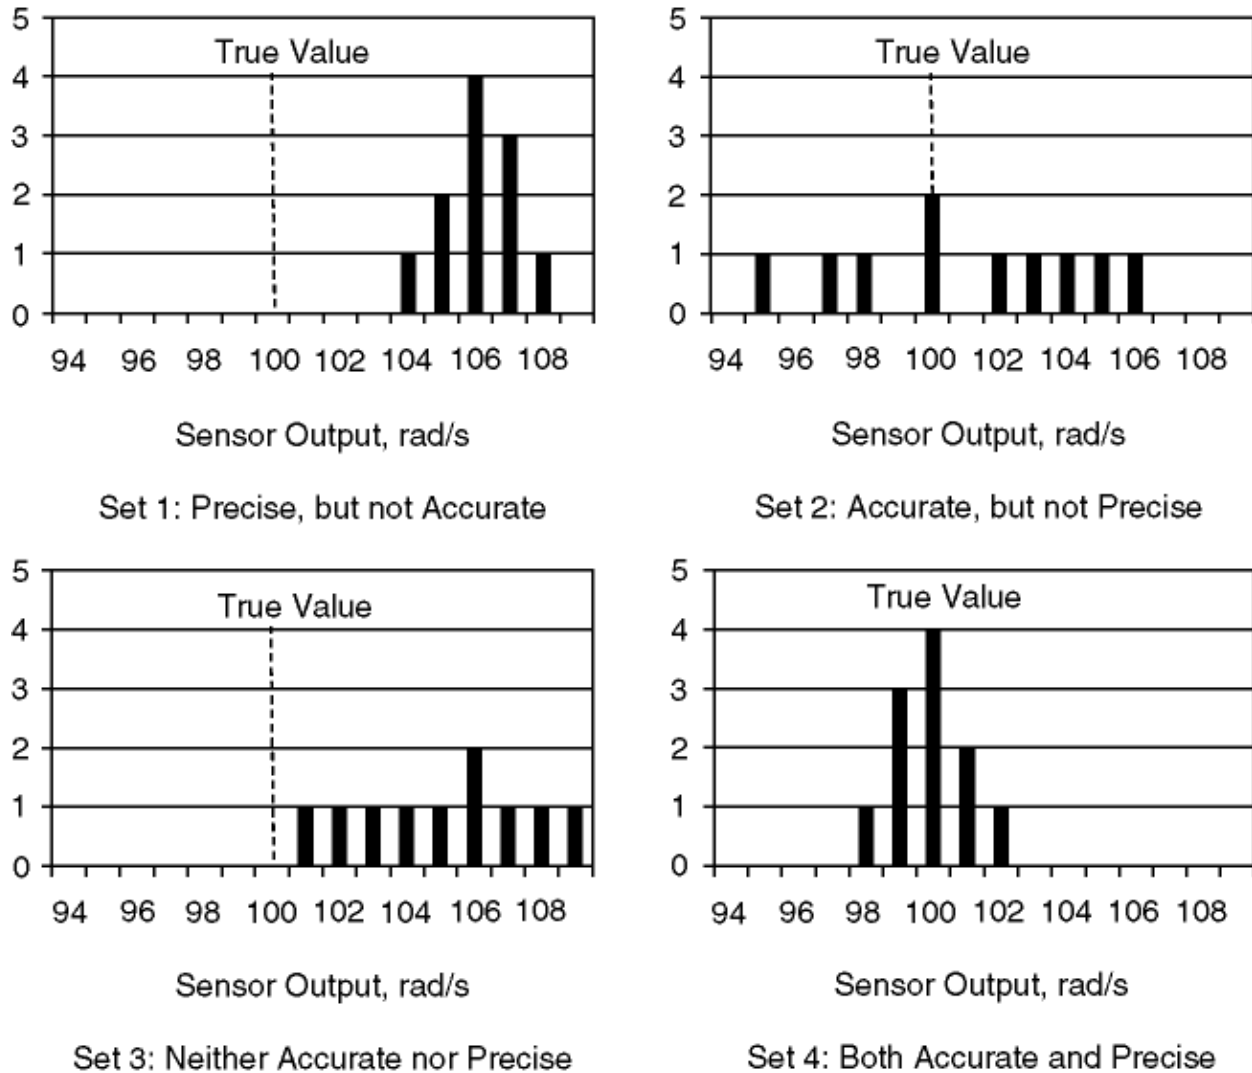 5
True Value
4
3
2
1
0
94 96 98 100 102 104 106 108
Sensor Output, rad/s
Set 1: Precise, but not Accurate
5
True Value
4
3
2
1
0
94 96 98 100 102 104 106 108
Sensor Output, rad/s
Set 2: Accurate, but not Precise
5
True Value
4
3
2
1
0
94 96 98 100 102 104 106 108
Sensor Output, rad/s
Set 3: Neither Accurate nor Precise
5
True Value
4
3
2
1
0
94 96 98 100 102 104 106 108
Sensor Output, rad/s
Set 4: Both Accurate and Precise